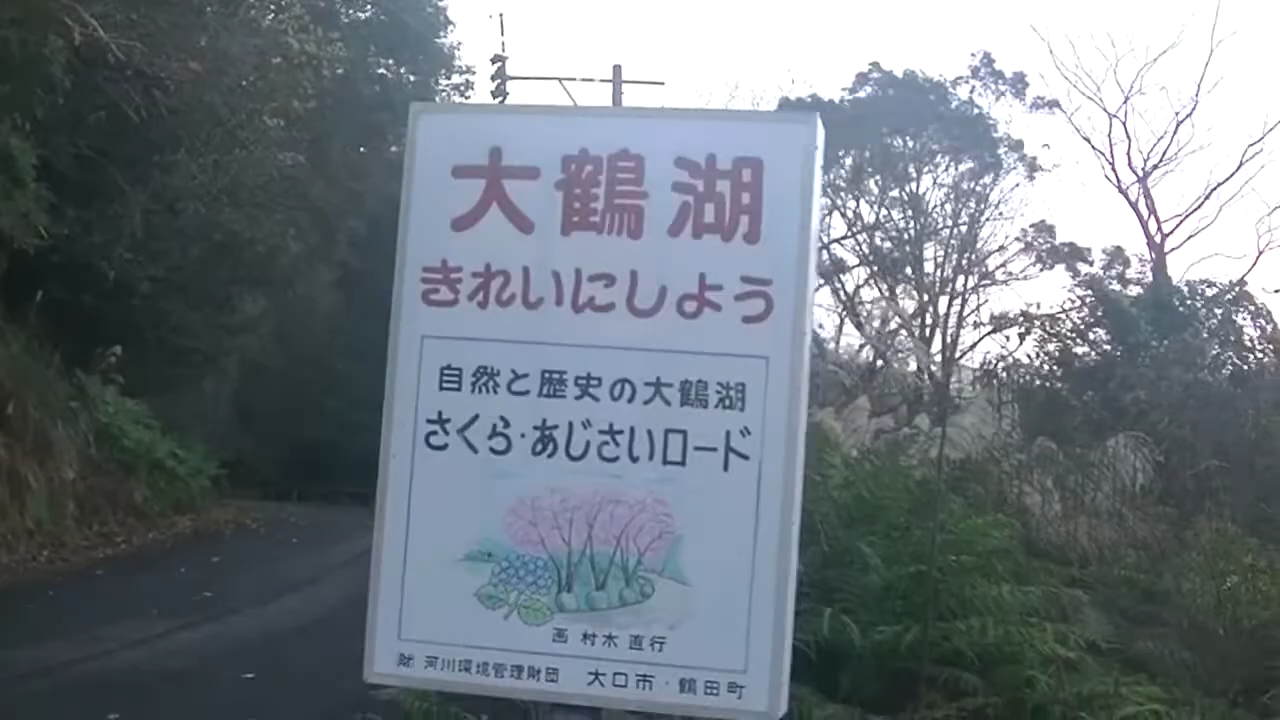 大鶴湖
きれいにしよう
自然と歴史の大鶴湖
さくら・あじさいロード
画 村木 直行
財 河川環境管理財団 大口市・鶴田町